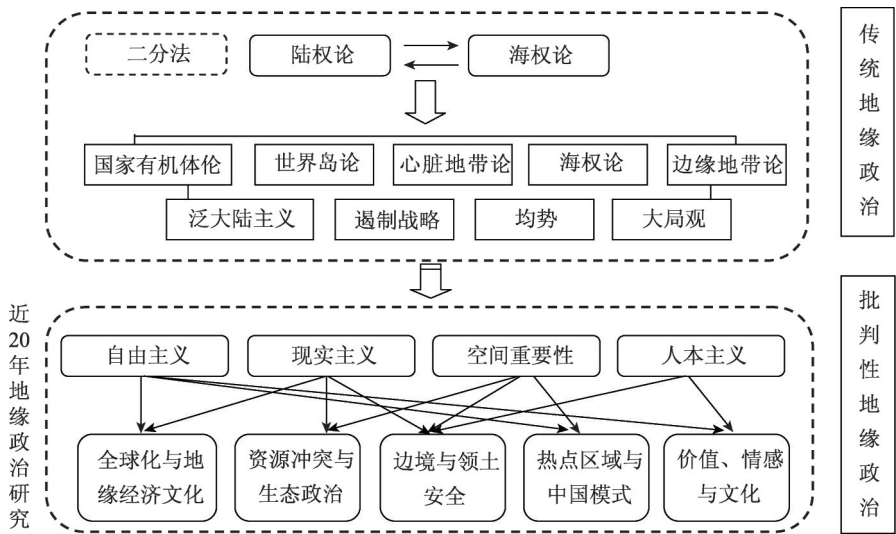 二分法
陆权论
海权论
国家有机体伦
世界岛论
心脏地带论
海权论
边缘地带论
泛大陆主义
遏制战略
均势
大局观
传统地缘政治
近20年地缘政治研究
自由主义
现实主义
空间重要性
人本主义
全球化与地
缘经济文化
资源冲突与
生态政治
边境与领土
安全
热点区域与
中国模式
价值、情感
与文化
批判性地缘政治